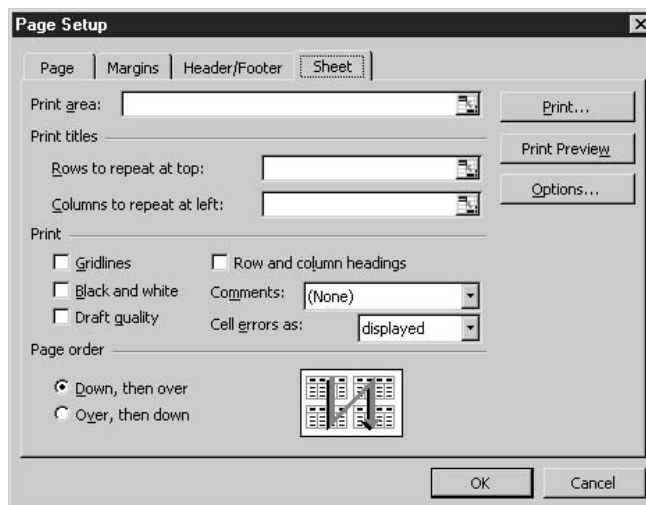 Page Setup
Page Margins Header/Footer Sheet
Print area: Print...
Print titles Print Preview
Rows to repeat at top:
Columns to repeat at left: Options...
Print
Gridlines Row and column headings
Black and white Comments: (None)
Draft quality Cell errors as: displayed
Page order
Down, then over
Over, then down
OK Cancel